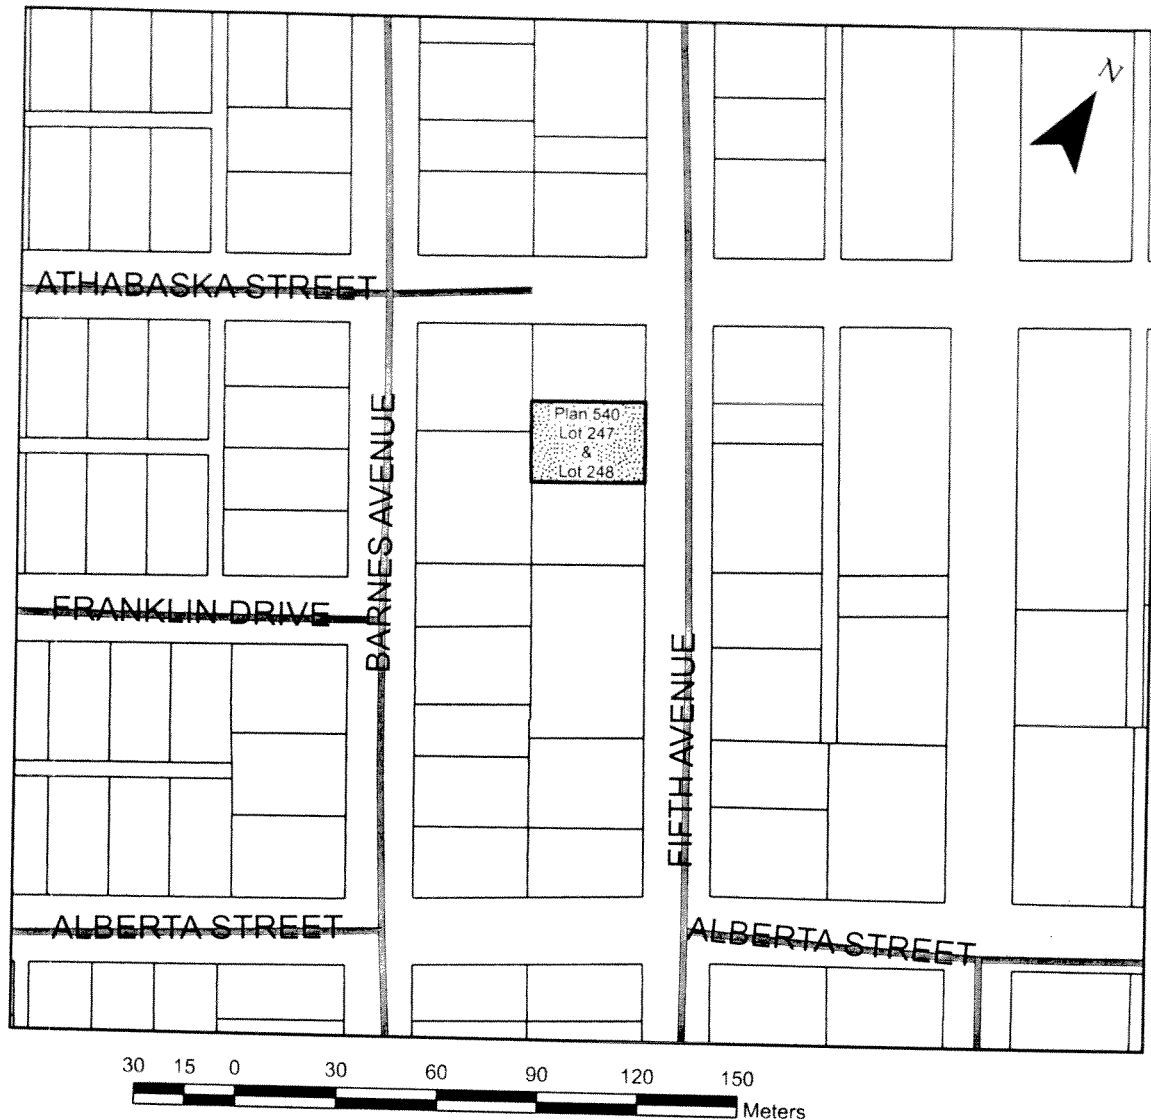 N
ATHABASKA STREET
Plan 540
Lot 247
&
Lot 248
BARNES AVENUE
FRANKLIN DRIVE
FIFTH AVENUE
ALBERTA STREET
ALBERTA STREET
30 15 0 30 60 90 120 150
Meters